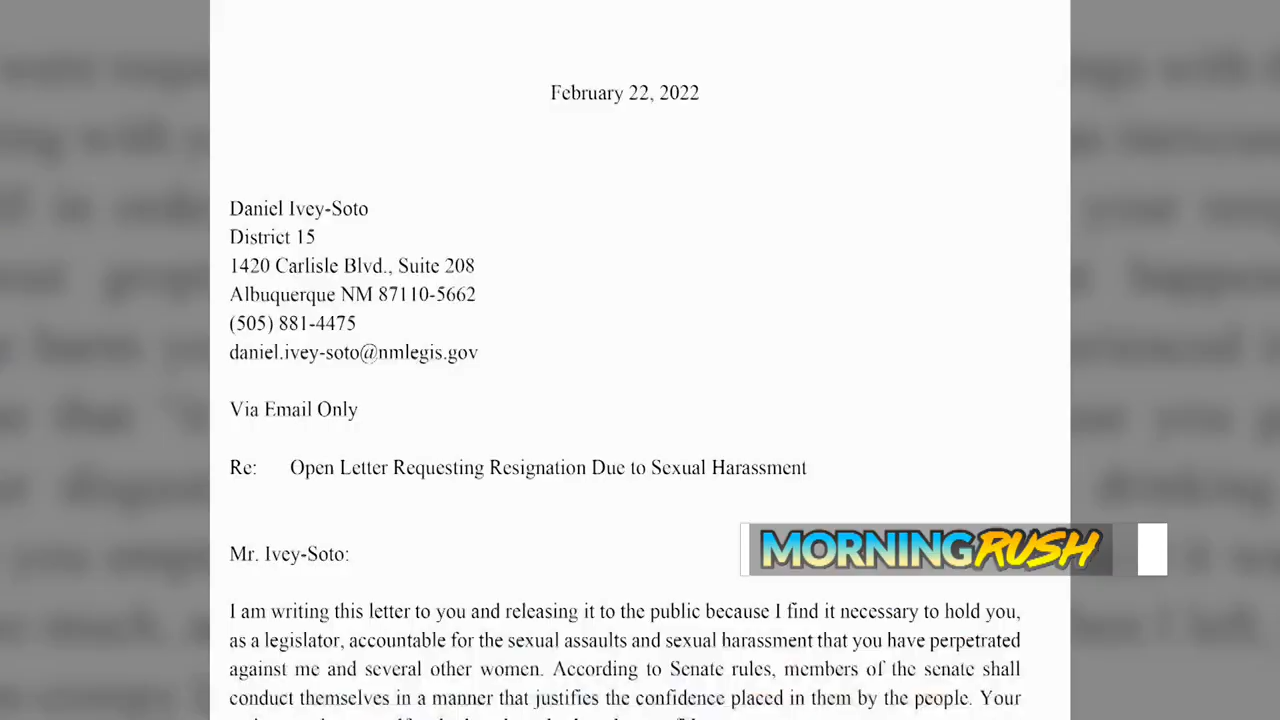 February 22, 2022
Daniel Ivey-Soto
District 15
1420 Carlisle Blvd., Suite 208
Albuquerque NM 87110-5662
(505) 881-4475
daniel.ivey-soto@nmlegis.gov
Via Email Only
Re: Open Letter Requesting Resignation Due to Sexual Harassment
Mr. Ivey-Soto:
MORNING RUSH
I am writing this letter to you and releasing it to the public because I find it necessary to hold you,
as a legislator, accountable for the sexual assaults and sexual harassment that you have perpetrated
against me and several other women. According to Senate rules, members of the senate shall
conduct themselves in a manner that justifies the confidence placed in them by the people. Your